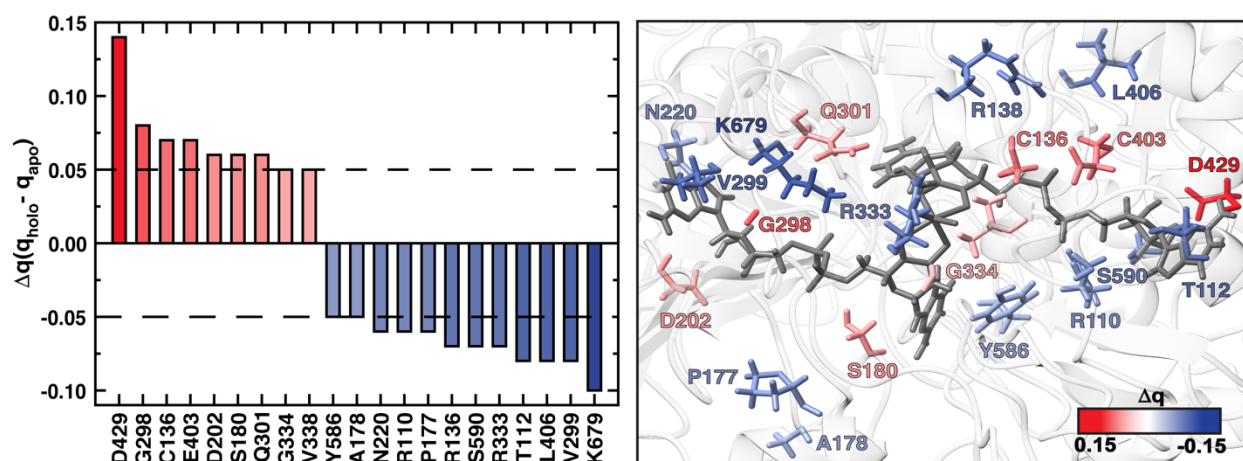 Δq(q_holo - q_apo)
0.15
0.10
0.05
0.00
-0.05
-0.10
D429
G298
C136
E403
D202
S180
Q301
G334
V338
Y586
A178
N220
R110
P177
R136
S590
R333
T112
L406
V299
K679
N220
K679
Q301
R138
L406
C136
C403
D429
V299
R333
G298
G334
S590
T112
D202
R110
S180
Y586
P177
A178
Δq
0.15 -0.15